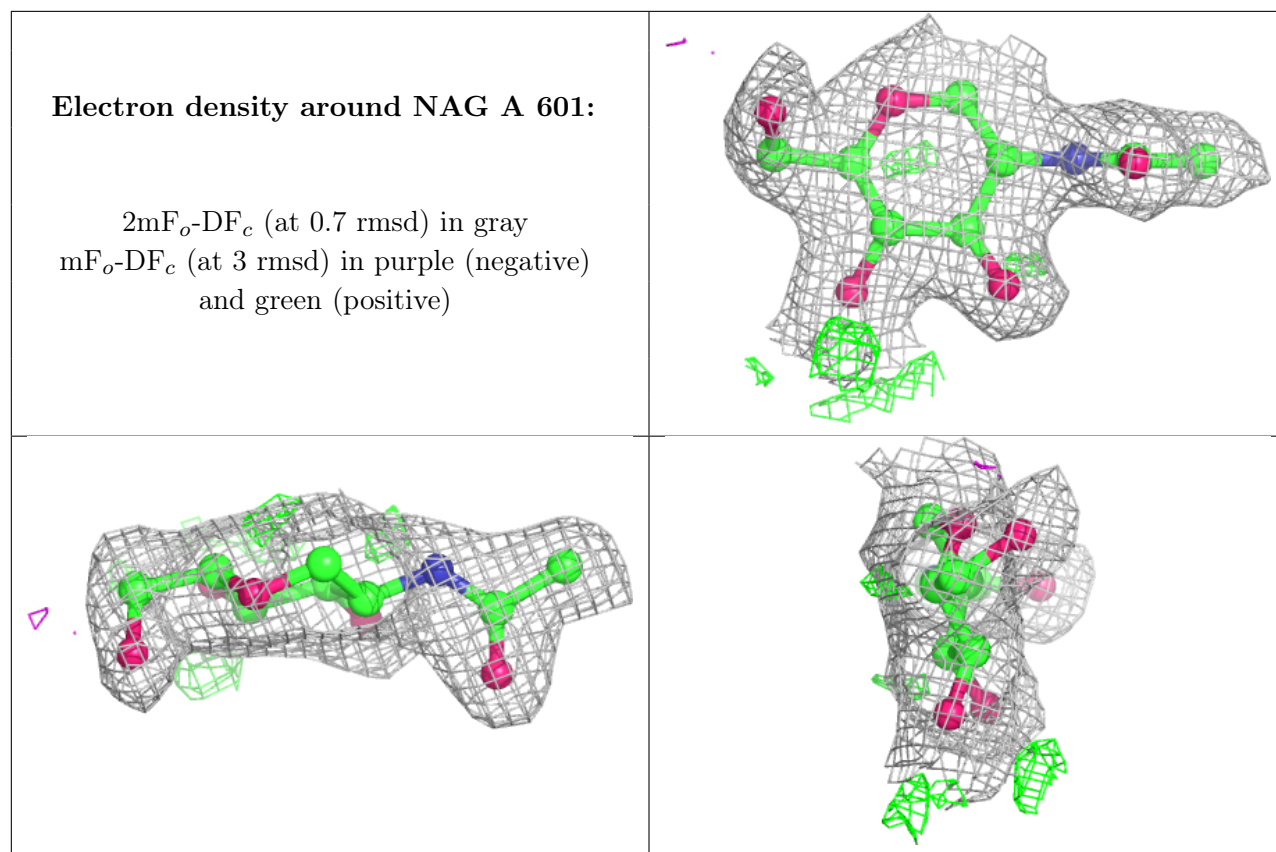 Electron density around NAG A 601:
2mFo-DFc (at 0.7 rmsd) in gray
mFo-DFc (at 3 rmsd) in purple (negative)
and green (positive)